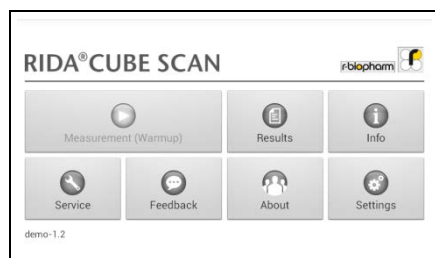 RIDA®CUBE SCAN
r-biopharm
Measurement (Warmup)
Results
Info
Service
Feedback
About
Settings
demo-1.2